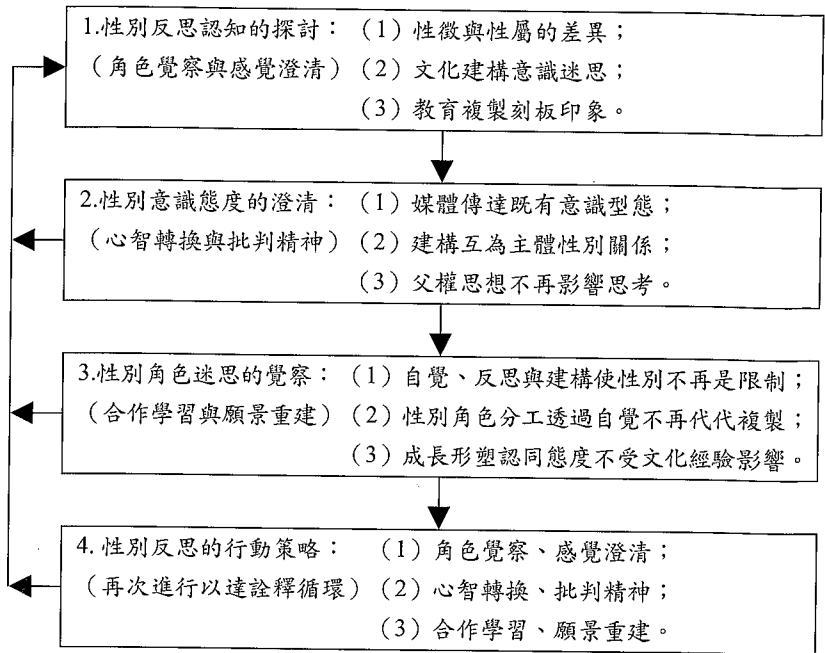 1.性別反思認知的探討：（1）性徵與性屬的差異；
（角色覺察與感覺澄清）（2）文化建構意識迷思；
（3）教育複製刻板印象。
2.性別意識態度的澄清：（1）媒體傳達既有意識型態；
（心智轉換與批判精神）（2）建構互為主體性別關係；
（3）父權思想不再影響思考。
3.性別角色迷思的覺察：（1）自覺、反思與建構使性別不再是限制；
（合作學習與願景重建）（2）性別角色分工透過自覺不再代代複製；
（3）成長形塑認同態度不受文化經驗影響。
4.性別反思的行動策略：（1）角色覺察、感覺澄清；
（再次進行以達詮釋循環）（2）心智轉換、批判精神；
（3）合作學習、願景重建。